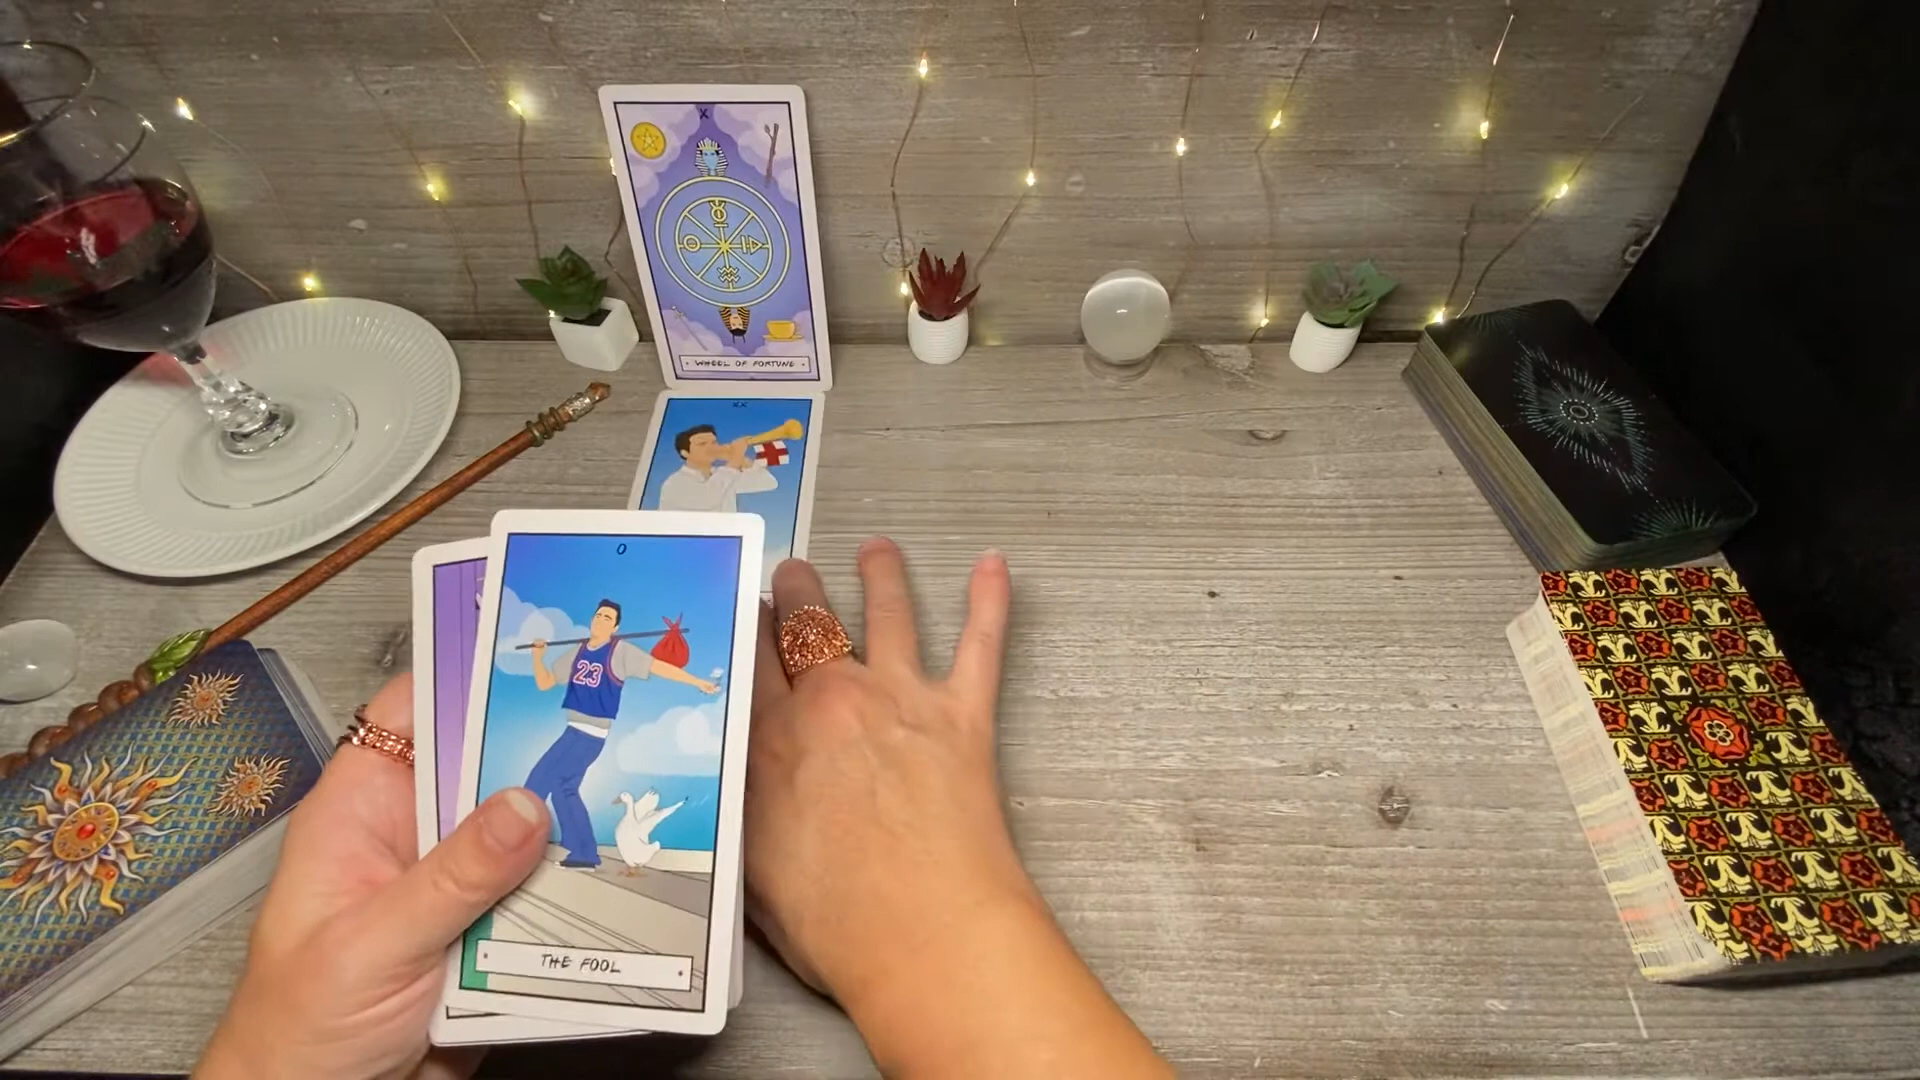 X
WHEEL OF FORTUNE
XX
0
23
THE FOOL